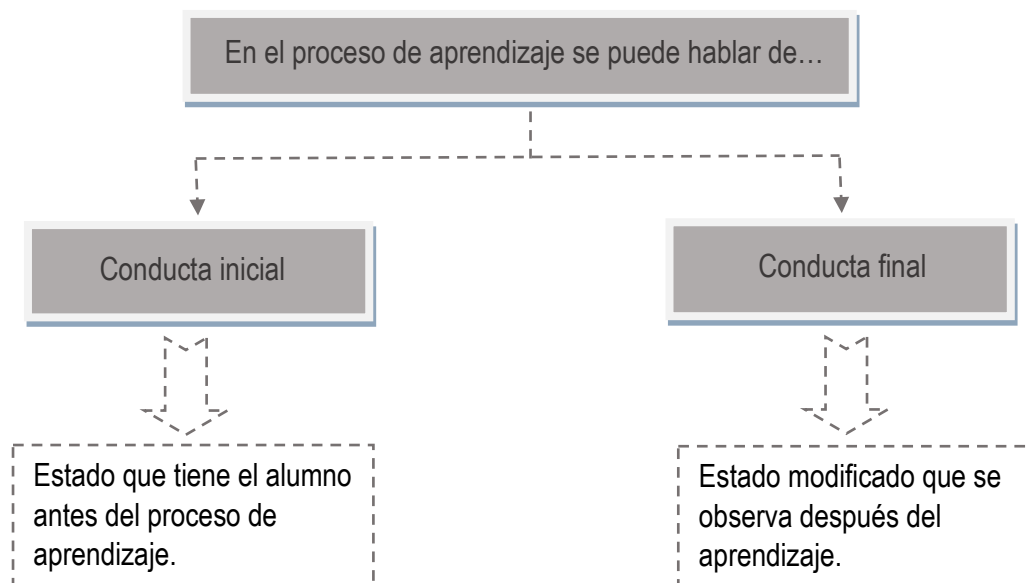 En el proceso de aprendizaje se puede hablar de…
Conducta inicial
Conducta final
Estado que tiene el alumno
antes del proceso de
aprendizaje.
Estado modificado que se
observa después del
aprendizaje.